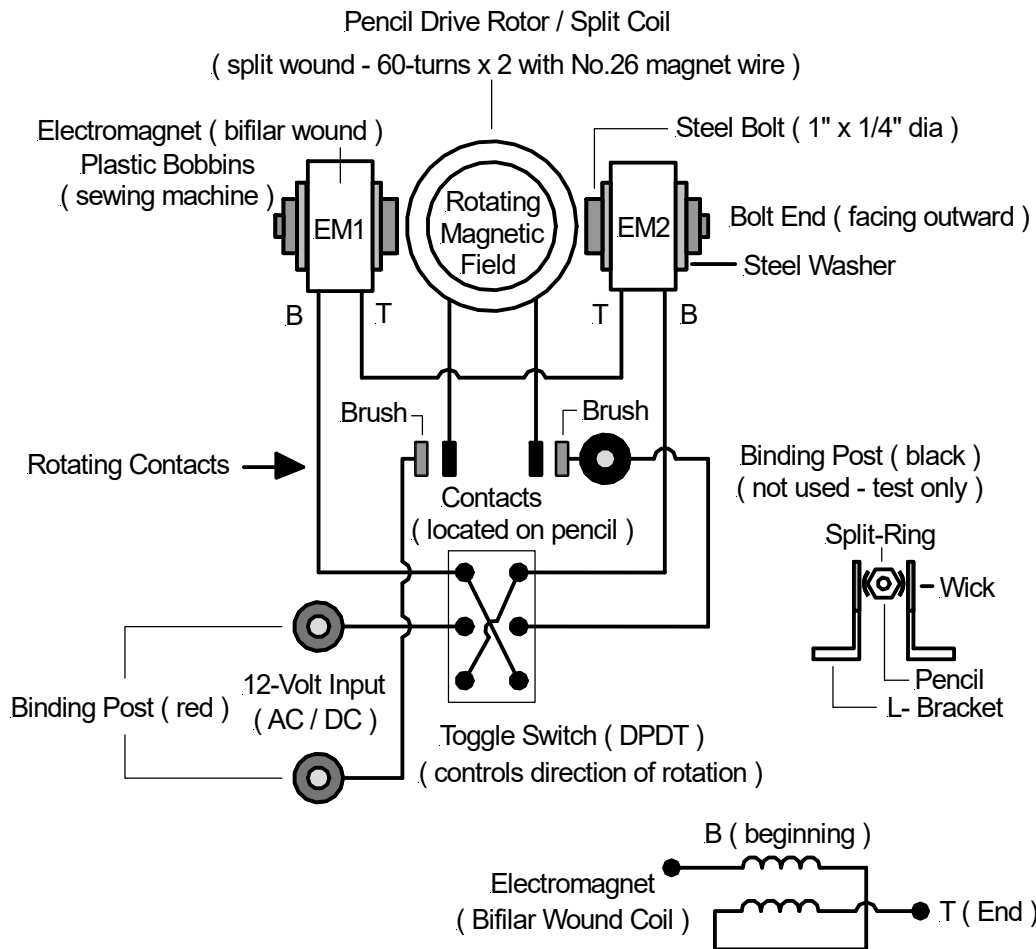 Pencil Drive Rotor / Split Coil
( split wound - 60-turns x 2 with No.26 magnet wire )
Electromagnet ( bifilar wound )
Plastic Bobbins
( sewing machine )
EM1
Rotating
Magnetic
Field
EM2
Steel Bolt ( 1" x 1/4" dia )
Bolt End ( facing outward )
Steel Washer
B
T
T
B
Brush
Brush
Rotating Contacts
Contacts
( located on pencil )
Binding Post ( black )
( not used - test only )
Split-Ring
Wick
Pencil
L- Bracket
Binding Post ( red )
12-Volt Input
( AC / DC )
Toggle Switch ( DPDT )
( controls direction of rotation )
B ( beginning )
Electromagnet
( Bifilar Wound Coil )
T ( End )